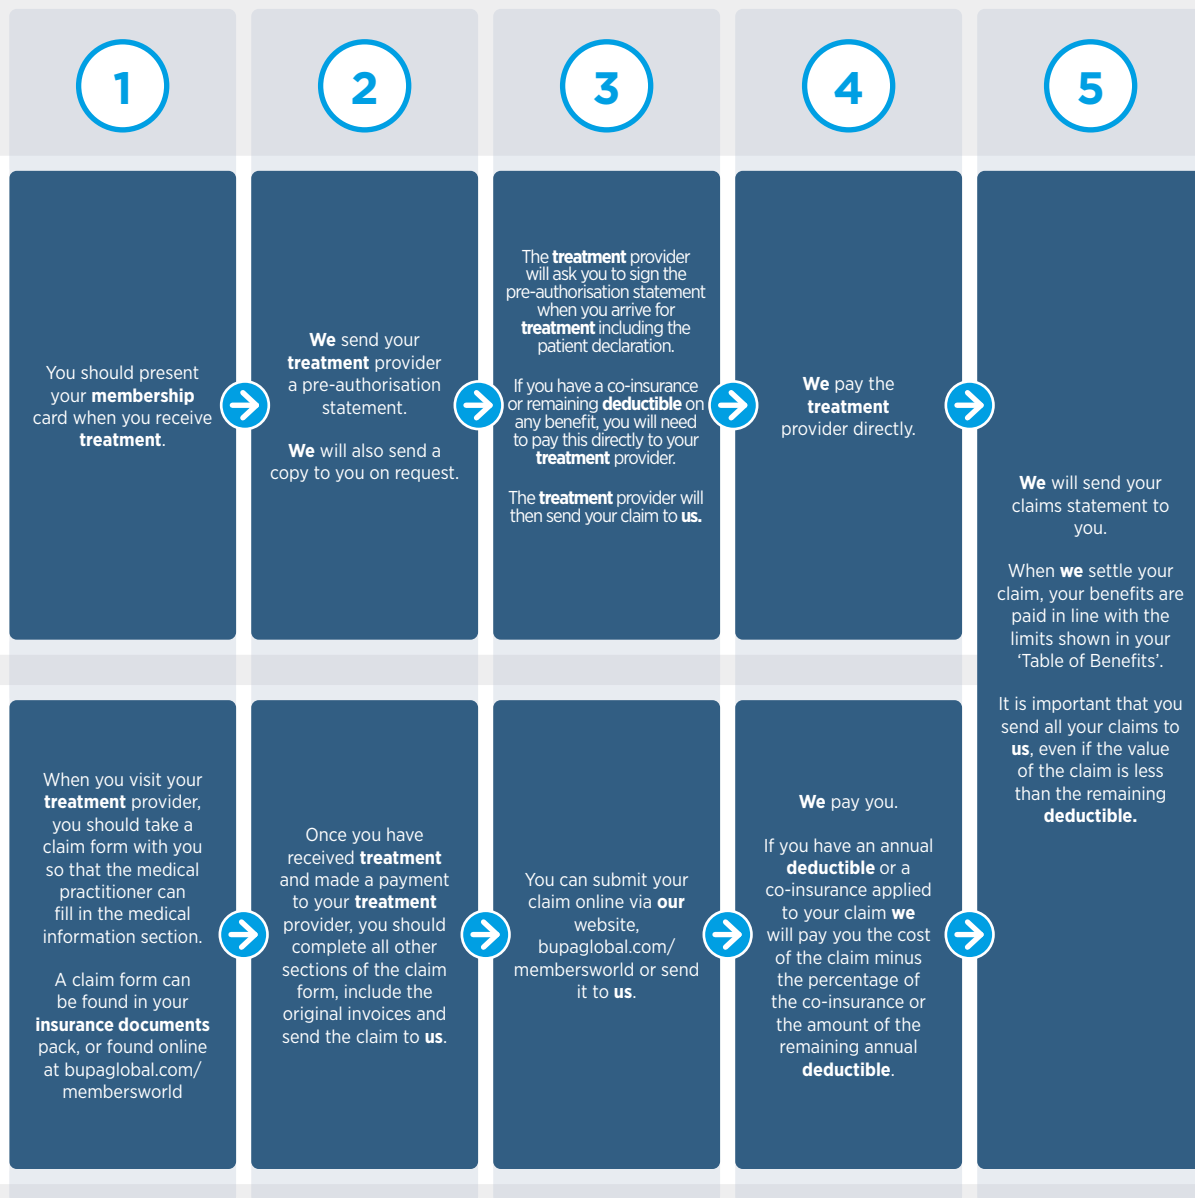 1
2
3
4
5
You should present
your membership
card when you receive
treatment.
We send your
treatment provider
a pre-authorisation
statement.
We will also send a
copy to you on request.
The treatment provider
will ask you to sign the
pre-authorisation statement
when you arrive for
treatment including the
patient declaration.
If you have a co-insurance
or remaining deductible on
any benefit, you will need
to pay this directly to your
treatment provider.
The treatment provider will
then send your claim to us.
We pay the
treatment
provider directly.
When you visit your
treatment provider,
you should take a
claim form with you
so that the medical
practitioner can
fill in the medical
information section.
A claim form can
be found in your
insurance documents
pack, or found online
at bupaglobal.com/
membersworld
Once you have
received treatment
and made a payment
to your treatment
provider, you should
complete all other
sections of the claim
form, include the
original invoices and
send the claim to us.
You can submit your
claim online via our
website,
bupaglobal.com/
membersworld or send
it to us.
We pay you.
If you have an annual
deductible or a
co-insurance applied
to your claim we
will pay you the cost
of the claim minus
the percentage of
the co-insurance or
the amount of the
remaining annual
deductible.
We will send your
claims statement to
you.
When we settle your
claim, your benefits are
paid in line with the
limits shown in your
‘Table of Benefits’.
It is important that you
send all your claims to
us, even if the value
of the claim is less
than the remaining
deductible.